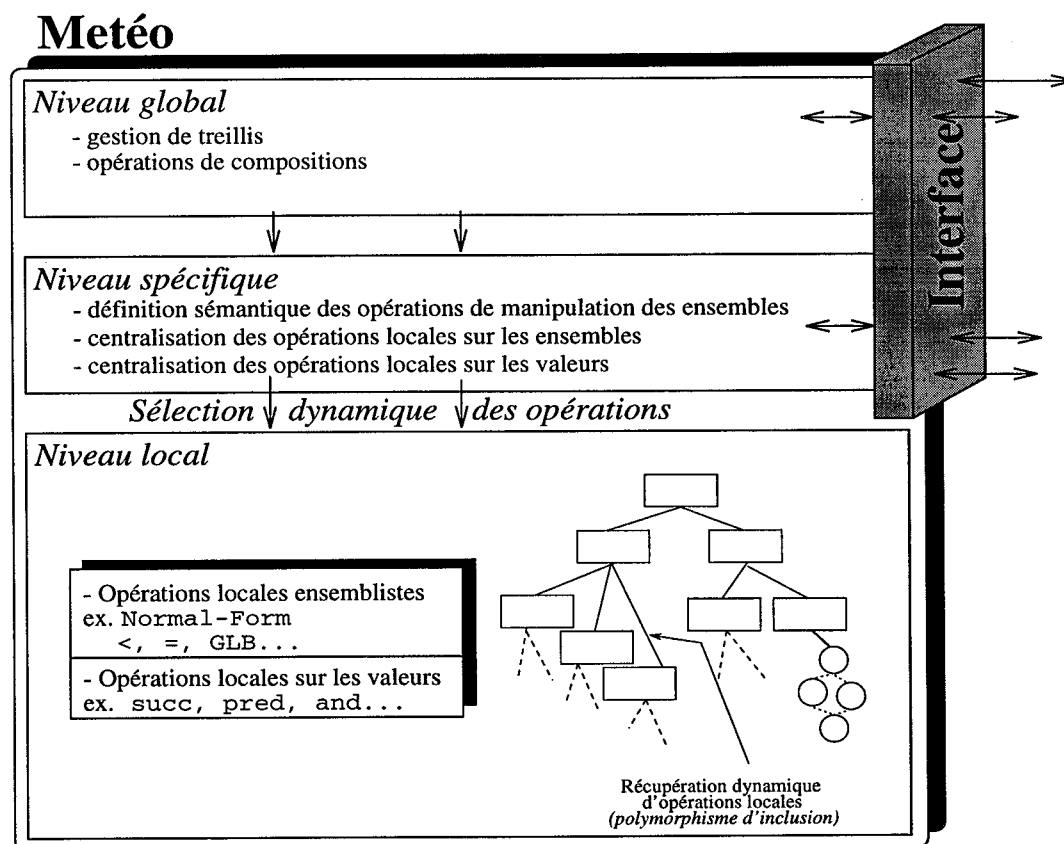 Metéo
Niveau global
- gestion de treillis
- opérations de compositions
Interface
Niveau spécifique
- définition sémantique des opérations de manipulation des ensembles
- centralisation des opérations locales sur les ensembles
- centralisation des opérations locales sur les valeurs
Sélection dynamique des opérations
Niveau local
- Opérations locales ensemblistes
ex. Normal-Form
<, =, GLB...
- Opérations locales sur les valeurs
ex. succ, pred, and...
Récupération dynamique
d'opérations locales
(polymorphisme d'inclusion)